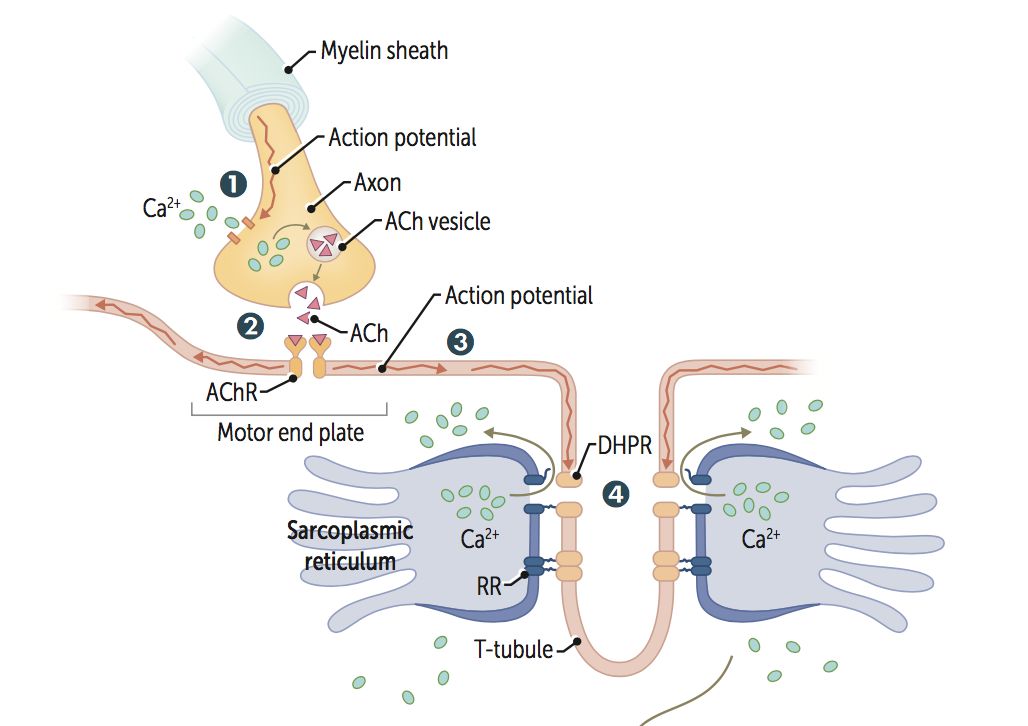 Myelin sheath
Action potential
1
Axon
Ca2+
ACh vesicle
Action potential
2
ACh
3
AChR
Motor end plate
DHPR
4
Sarcoplasmic
reticulum
Ca2+
Ca2+
RR
T-tubule